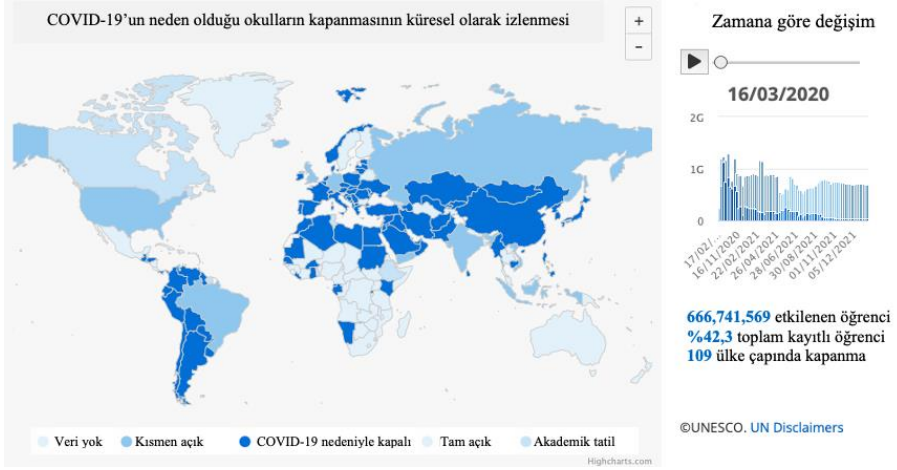 COVID-19’un neden olduğu okulların kapanmasının küresel olarak izlenmesi
+
-
Zamana göre değişim
16/03/2020
2G
1G
0
17/02/...
16/11/2020
22/02/2021
26/04/2021
28/06/2021
30/08/2021
01/11/2021
05/12/2021
666,741,569 etkilenen öğrenci
%42,3 toplam kayıtlı öğrenci
109 ülke çapında kapanma
©UNESCO. UN Disclaimers
Veri yok Kısmen açık COVID-19 nedeniyle kapalı Tam açık Akademik tatil
Highcharts.com